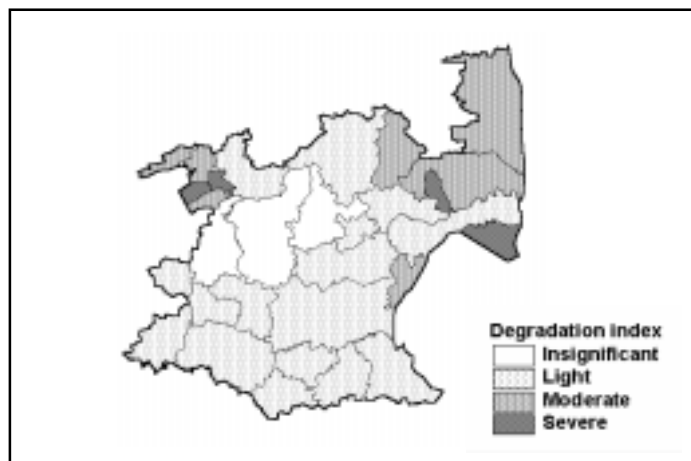 Degradation index
Insignificant
Light
Moderate
Severe